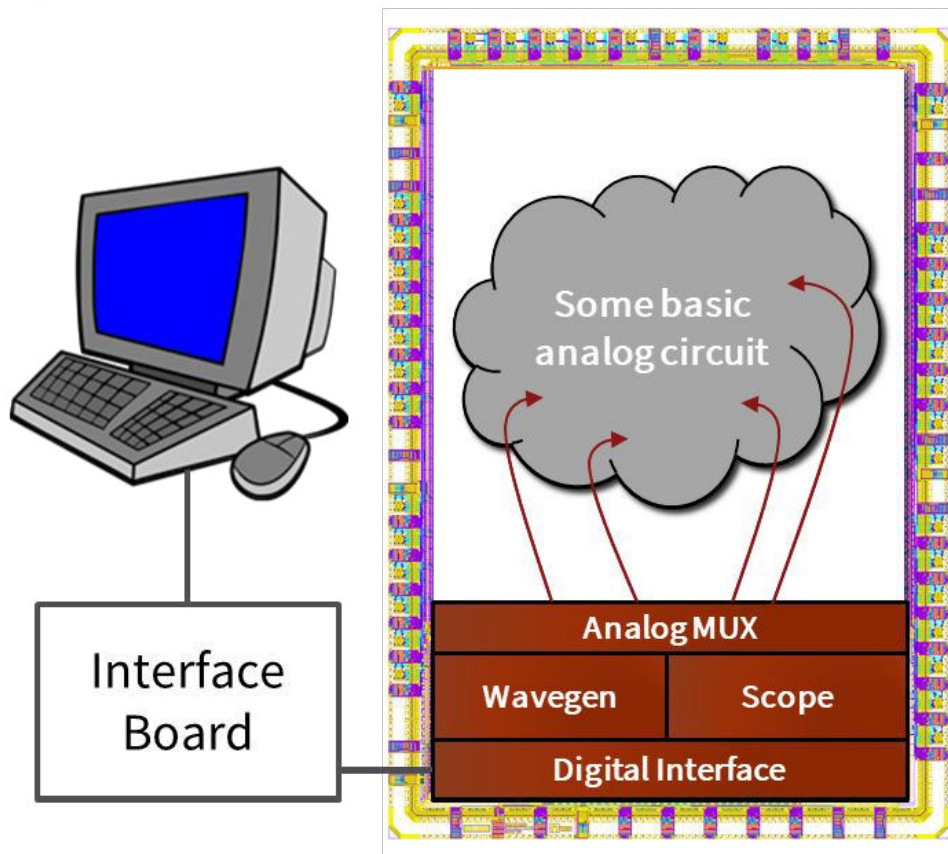 Some basic
analog circuit
Analog MUX
Wavegen
Scope
Digital Interface
Interface
Board